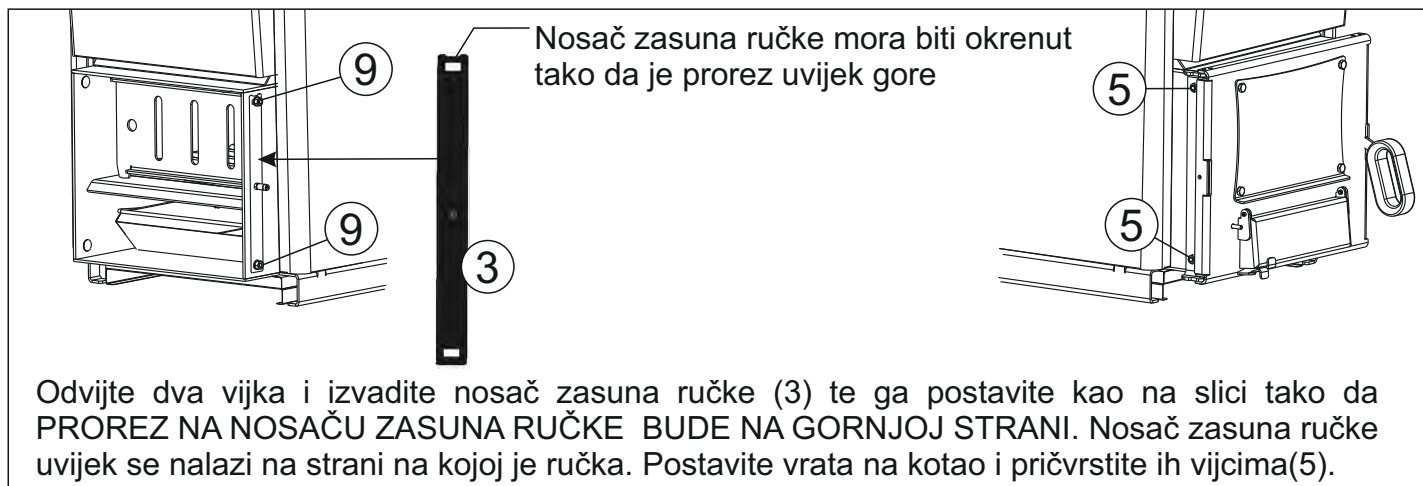 Nosač zasuna ručke mora biti okrenut
tako da je prorez uvijek gore
9
9
3
5
5
Odvijte dva vijka i izvadite nosač zasuna ručke (3) te ga postavite kao na slici tako da
PROREZ NA NOSAČU ZASUNA RUČKE BUDE NA GORNJOJ STRANI. Nosač zasuna ručke
uvijek se nalazi na strani na kojoj je ručka. Postavite vrata na kotao i pričvrstite ih vijcima(5).